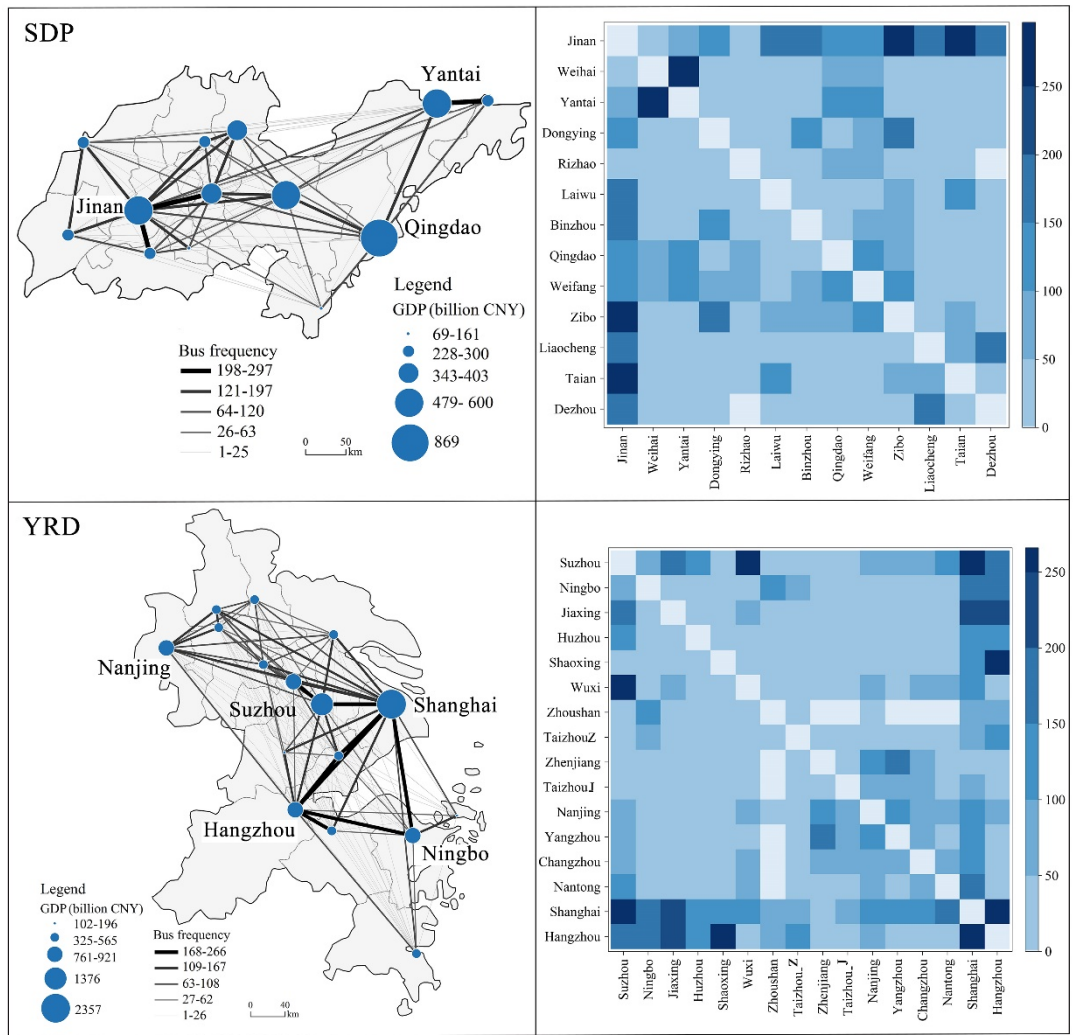 SDP
Yantai
Jinan
Qingdao
Legend
GDP (billion CNY)
69-161
228-300
343-403
479- 600
869
Bus frequency
198-297
121-197
64-120
26-63
1-25
0 50
km
Jinan
Weihai
Yantai
Dongying
Rizhao
Laiwu
Binzhou
Qingdao
Weifang
Zibo
Liaocheng
Taian
Dezhou
Jinan
Weihai
Yantai
Dongying
Rizhao
Laiwu
Binzhou
Qingdao
Weifang
Zibo
Liaocheng
Taian
Dezhou
250
200
150
100
50
0
YRD
Nanjing
Suzhou
Shanghai
Hangzhou
Ningbo
Legend
GDP (billion CNY)
102-196
325-565
761-921
1376
2357
Bus frequency
168-266
109-167
63-108
27-62
1-26
0 40
km
Suzhou
Ningbo
Jiaxing
Huzhou
Shaoxing
Wuxi
Zhoushan
TaizhouZ
Zhenjiang
TaizhouJ
Nanjing
Yangzhou
Changzhou
Nantong
Shanghai
Hangzhou
Suzhou
Ningbo
Jiaxing
Huzhou
Shaoxing
Wuxi
Zhoushan
Taizhou_Z
Zhenjiang
Taizhou_J
Nanjing
Yangzhou
Changzhou
Nantong
Shanghai
Hangzhou
250
200
150
100
50
0